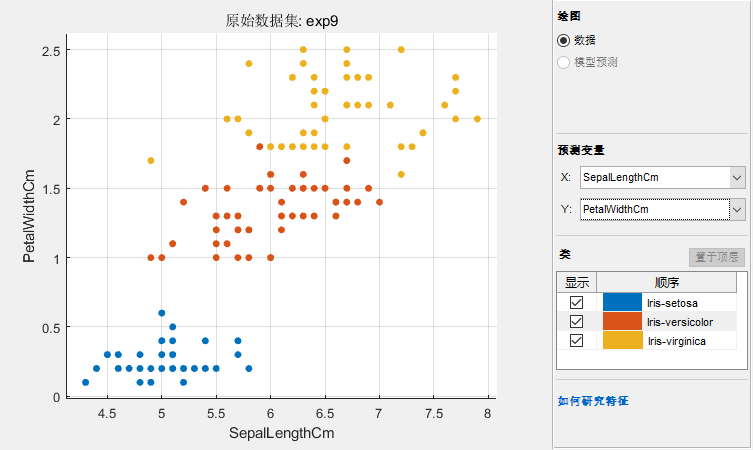 原始数据集: exp9
2.5
2
1.5
1
0.5
0
4.5 5 5.5 6 6.5 7 7.5 8
SepalLengthCm
PetalWidthCm
绘图
数据
模型预测
预测变量
X: SepalLengthCm
Y: PetalWidthCm
类 置于顶层
显示 顺序
Iris-setosa
Iris-versicolor
Iris-virginica
如何研究特征